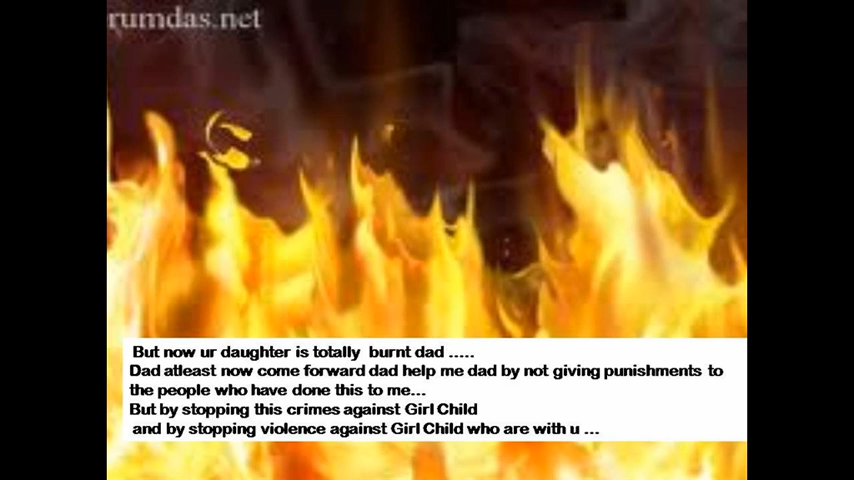 rumdas.net
But now ur daughter is totally burnt dad .....
Dad atleast now come forward dad help me dad by not giving punishments to
the people who have done this to me...
But by stopping this crimes against Girl Child
and by stopping violence against Girl Child who are with u ...